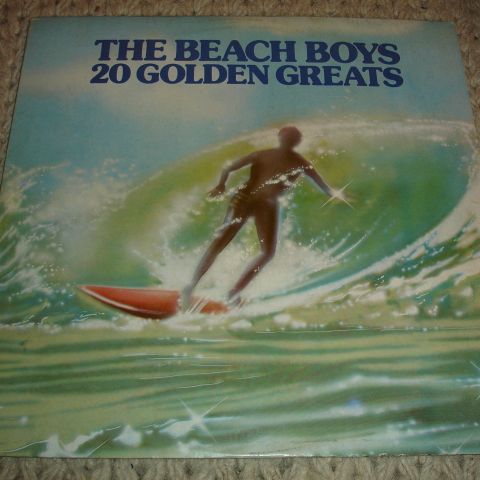 THE BEACH BOYS
20 GOLDEN GREATS